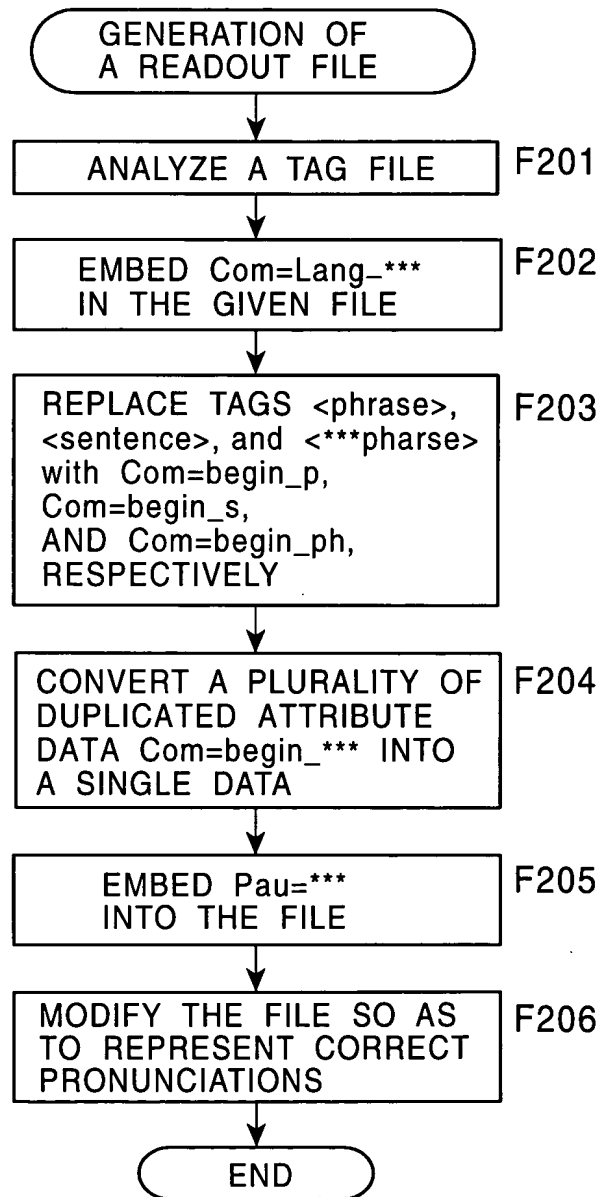 GENERATION OF
A READOUT FILE
ANALYZE A TAG FILE
F201
EMBED Com=Lang_***
IN THE GIVEN FILE
F202
REPLACE TAGS <phrase>,
<sentence>, and <***pharse>
with Com=begin_p,
Com=begin_s,
AND Com=begin_ph,
RESPECTIVELY
F203
CONVERT A PLURALITY OF
DUPLICATED ATTRIBUTE
DATA Com=begin_*** INTO
A SINGLE DATA
F204
EMBED Pau=***
INTO THE FILE
F205
MODIFY THE FILE SO AS
TO REPRESENT CORRECT
PRONUNCIATIONS
F206
END